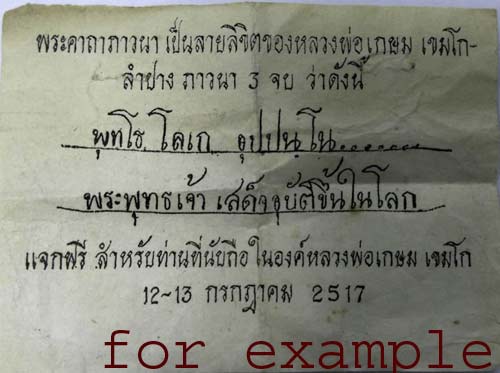 พระคาถาภาวนา เป็นลายลิขิตของหลวงพ่อเกษม เขมโก-
ลำปาง ภาวนา 3 จบ ว่าดังนี้
พุทโธ โลเก อุปปนฺโน.......
พระพุทธเจ้า เสด็จอุบัติขึ้นในโลก
แจกฟรี สำหรับท่านที่นับถือในองค์หลวงพ่อเกษม เขมโก
12~13 กรกฎาคม 2517
for example